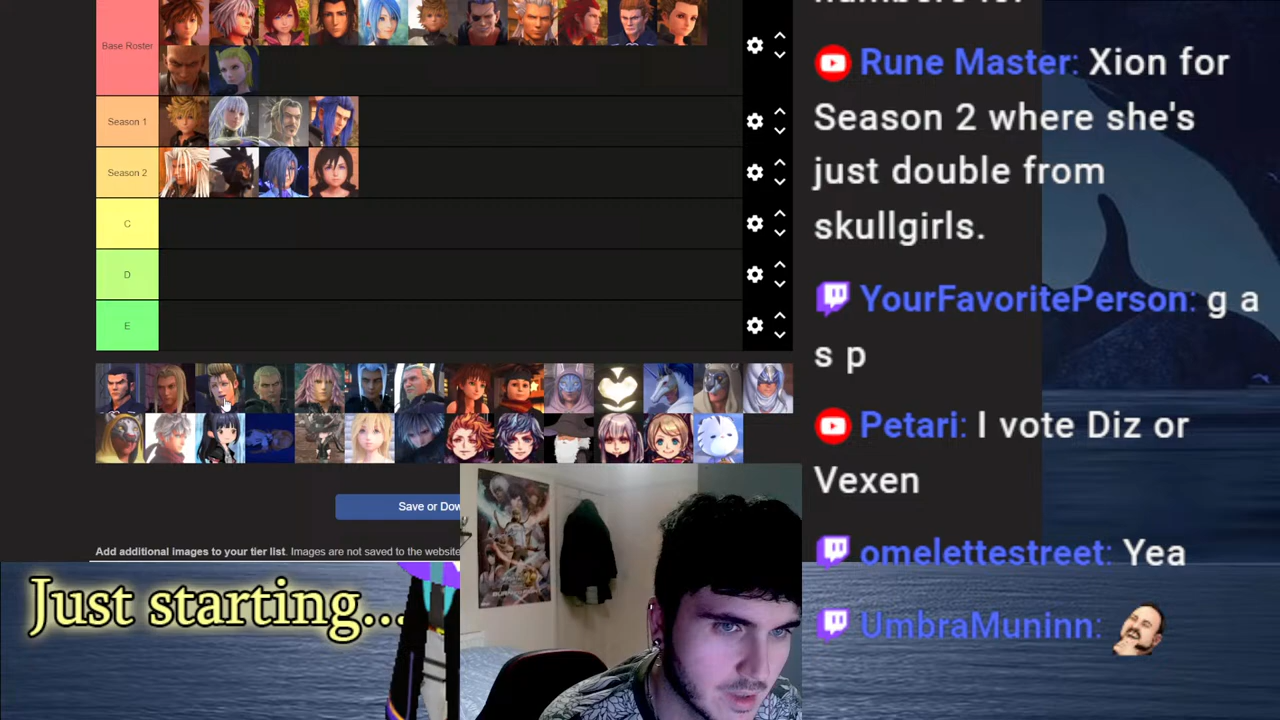 numbers for
Rune Master: Xion for
Season 2 where she's
just double from
skullgirls.
YourFavoritePerson: g a
s p
Petari: I vote Diz or
Vexen
omelettestreet: Yea
UmbraMuninn:
Base Roster
Season 1
Season 2
C
D
E
Save or Dow
Add additional images to your tier list. Images are not saved to the website
Just starting...